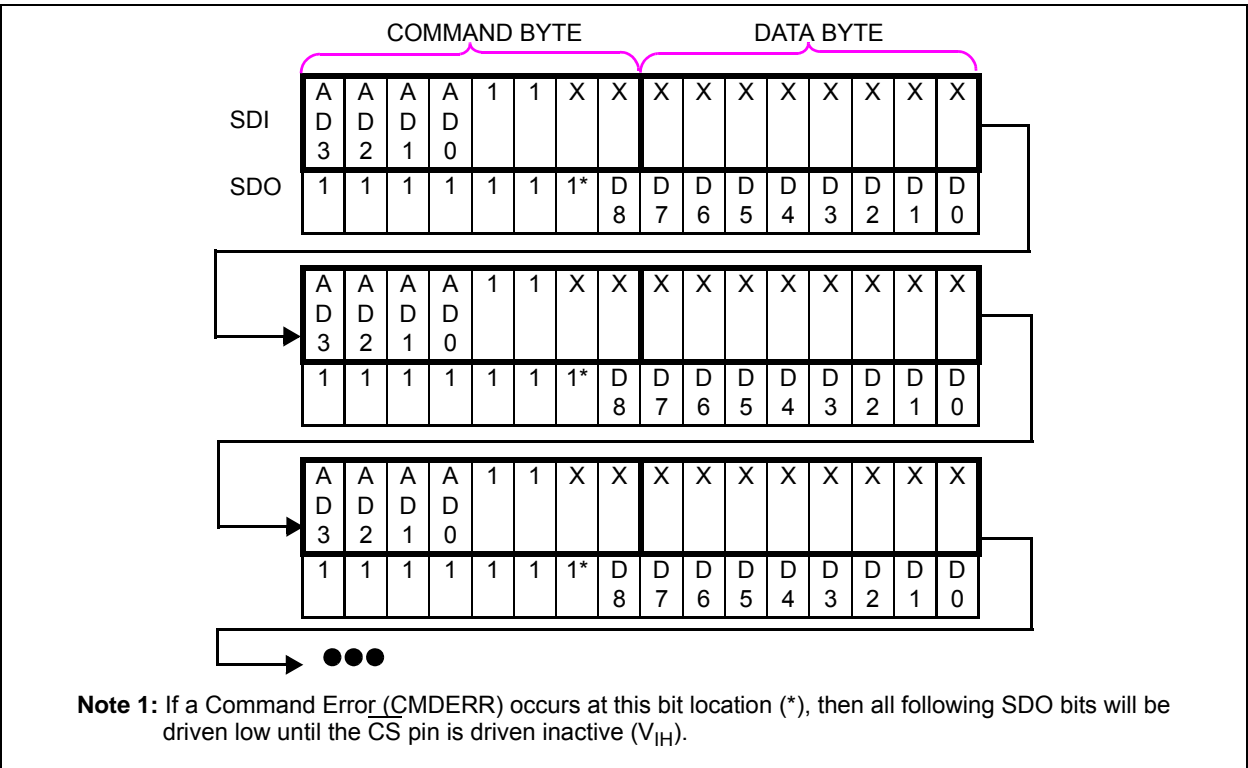 COMMAND BYTE DATA BYTE
SDI A A A A 1 1 X X X X X X X X X X
D D D D
3 2 1 0
SDO 1 1 1 1 1 1 1* D D D D D D D D D
8 7 6 5 4 3 2 1 0
A A A A 1 1 X X X X X X X X X X
D D D D
3 2 1 0
1 1 1 1 1 1 1* D D D D D D D D D
8 7 6 5 4 3 2 1 0
A A A A 1 1 X X X X X X X X X X
D D D D
3 2 1 0
1 1 1 1 1 1 1* D D D D D D D D D
8 7 6 5 4 3 2 1 0
Note 1: If a Command Error (CMDERR) occurs at this bit location (*), then all following SDO bits will be
driven low until the C̅S̅ pin is driven inactive (VIH).